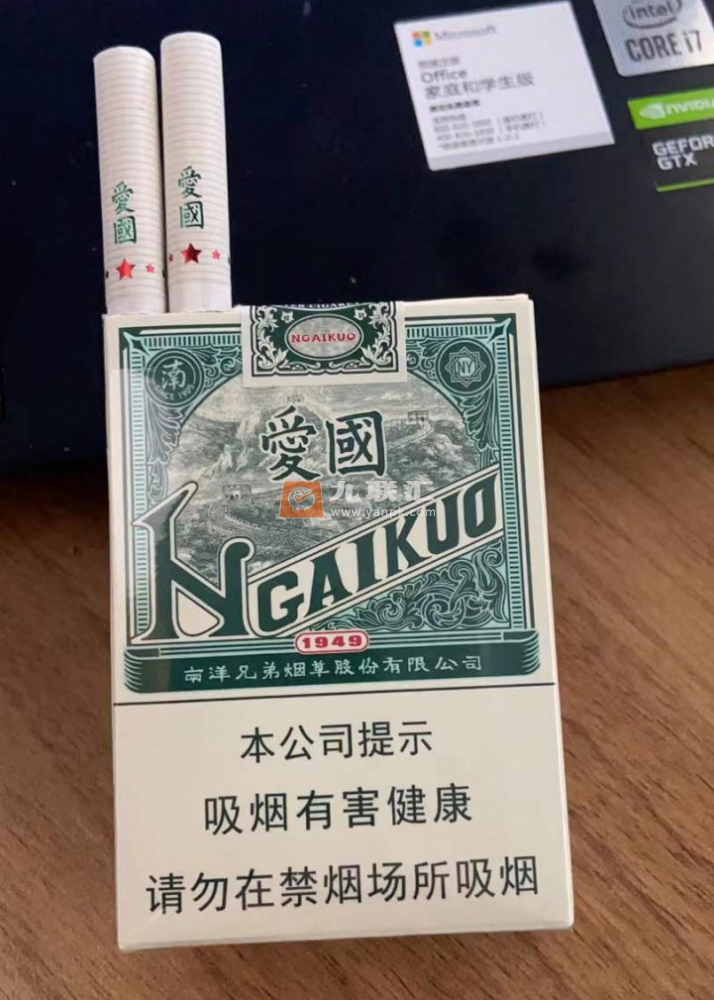 Microsoft
Office
家庭和学生版
intel
CORE i7
NVIDIA
GEFOR
GTX
愛國
愛國
NGAIKUO
南
NY
愛國
九联汇
www.yanpk.com
NGAIKUO
1949
南洋兄弟烟草股份有限公司
本公司提示
吸烟有害健康
请勿在禁烟场所吸烟